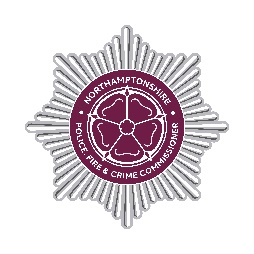 NORTHAMPTONSHIRE
POLICE, FIRE & CRIME COMMISSIONER